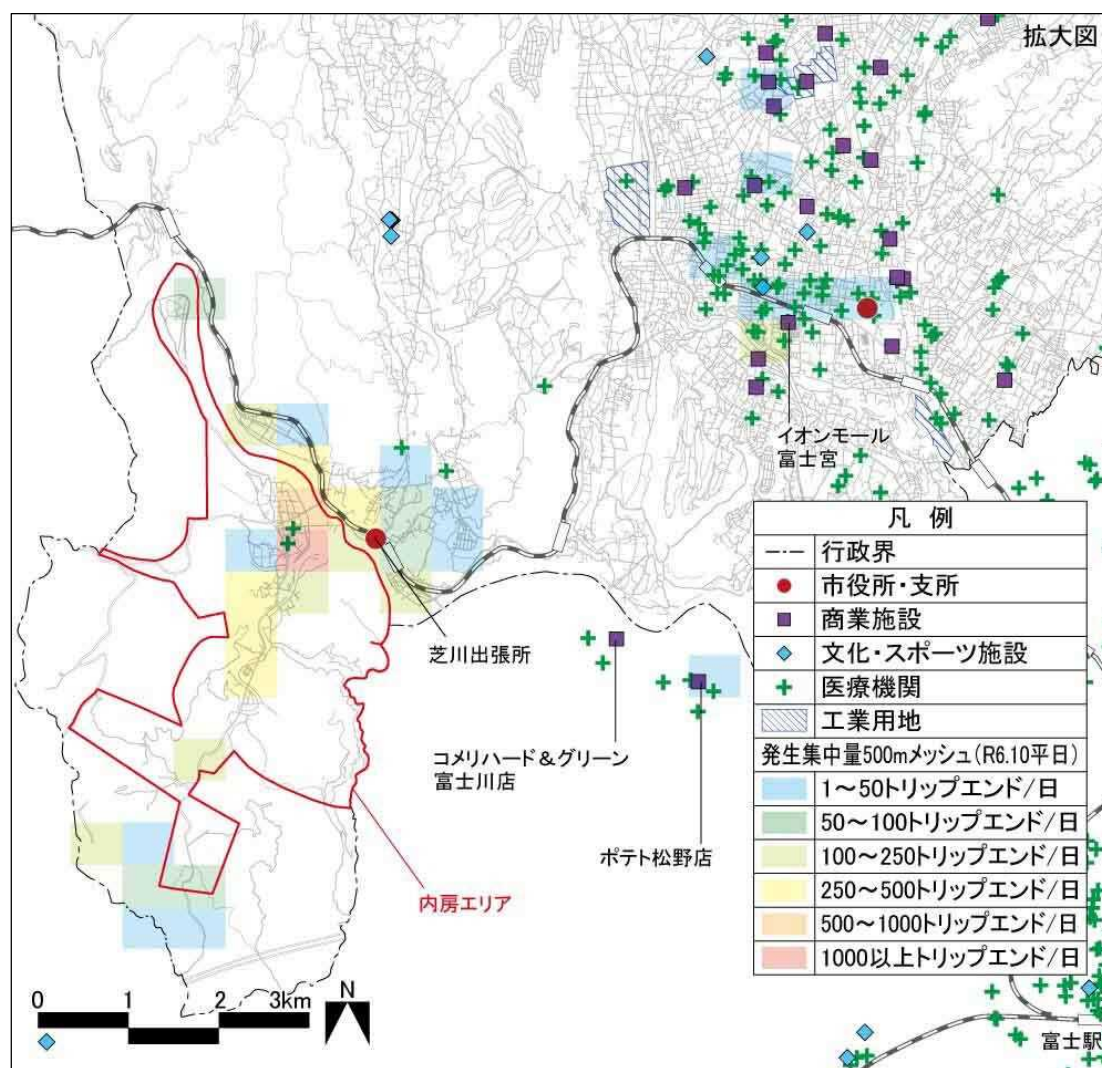 拡大図
イオンモール
富士宮
芝川出張所
コメリハード&グリーン
富士川店
ポテト松野店
内房エリア
凡 例
行政界
市役所・支所
商業施設
文化・スポーツ施設
医療機関
工業用地
発生集中量500mメッシュ(R6.10平日)
1~50トリップエンド/日
50~100トリップエンド/日
100~250トリップエンド/日
250~500トリップエンド/日
500~1000トリップエンド/日
1000以上トリップエンド/日
0 1 2 3km
N
富士駅